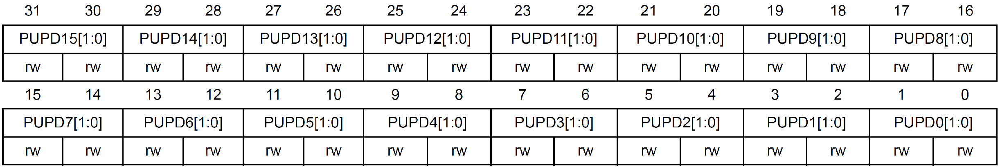 31 30 29 28 27 26 25 24 23 22 21 20 19 18 17 16
PUPD15[1:0] PUPD14[1:0] PUPD13[1:0] PUPD12[1:0] PUPD11[1:0] PUPD10[1:0] PUPD9[1:0] PUPD8[1:0]
rw rw rw rw rw rw rw rw rw rw rw rw rw rw rw rw
15 14 13 12 11 10 9 8 7 6 5 4 3 2 1 0
PUPD7[1:0] PUPD6[1:0] PUPD5[1:0] PUPD4[1:0] PUPD3[1:0] PUPD2[1:0] PUPD1[1:0] PUPD0[1:0]
rw rw rw rw rw rw rw rw rw rw rw rw rw rw rw rw